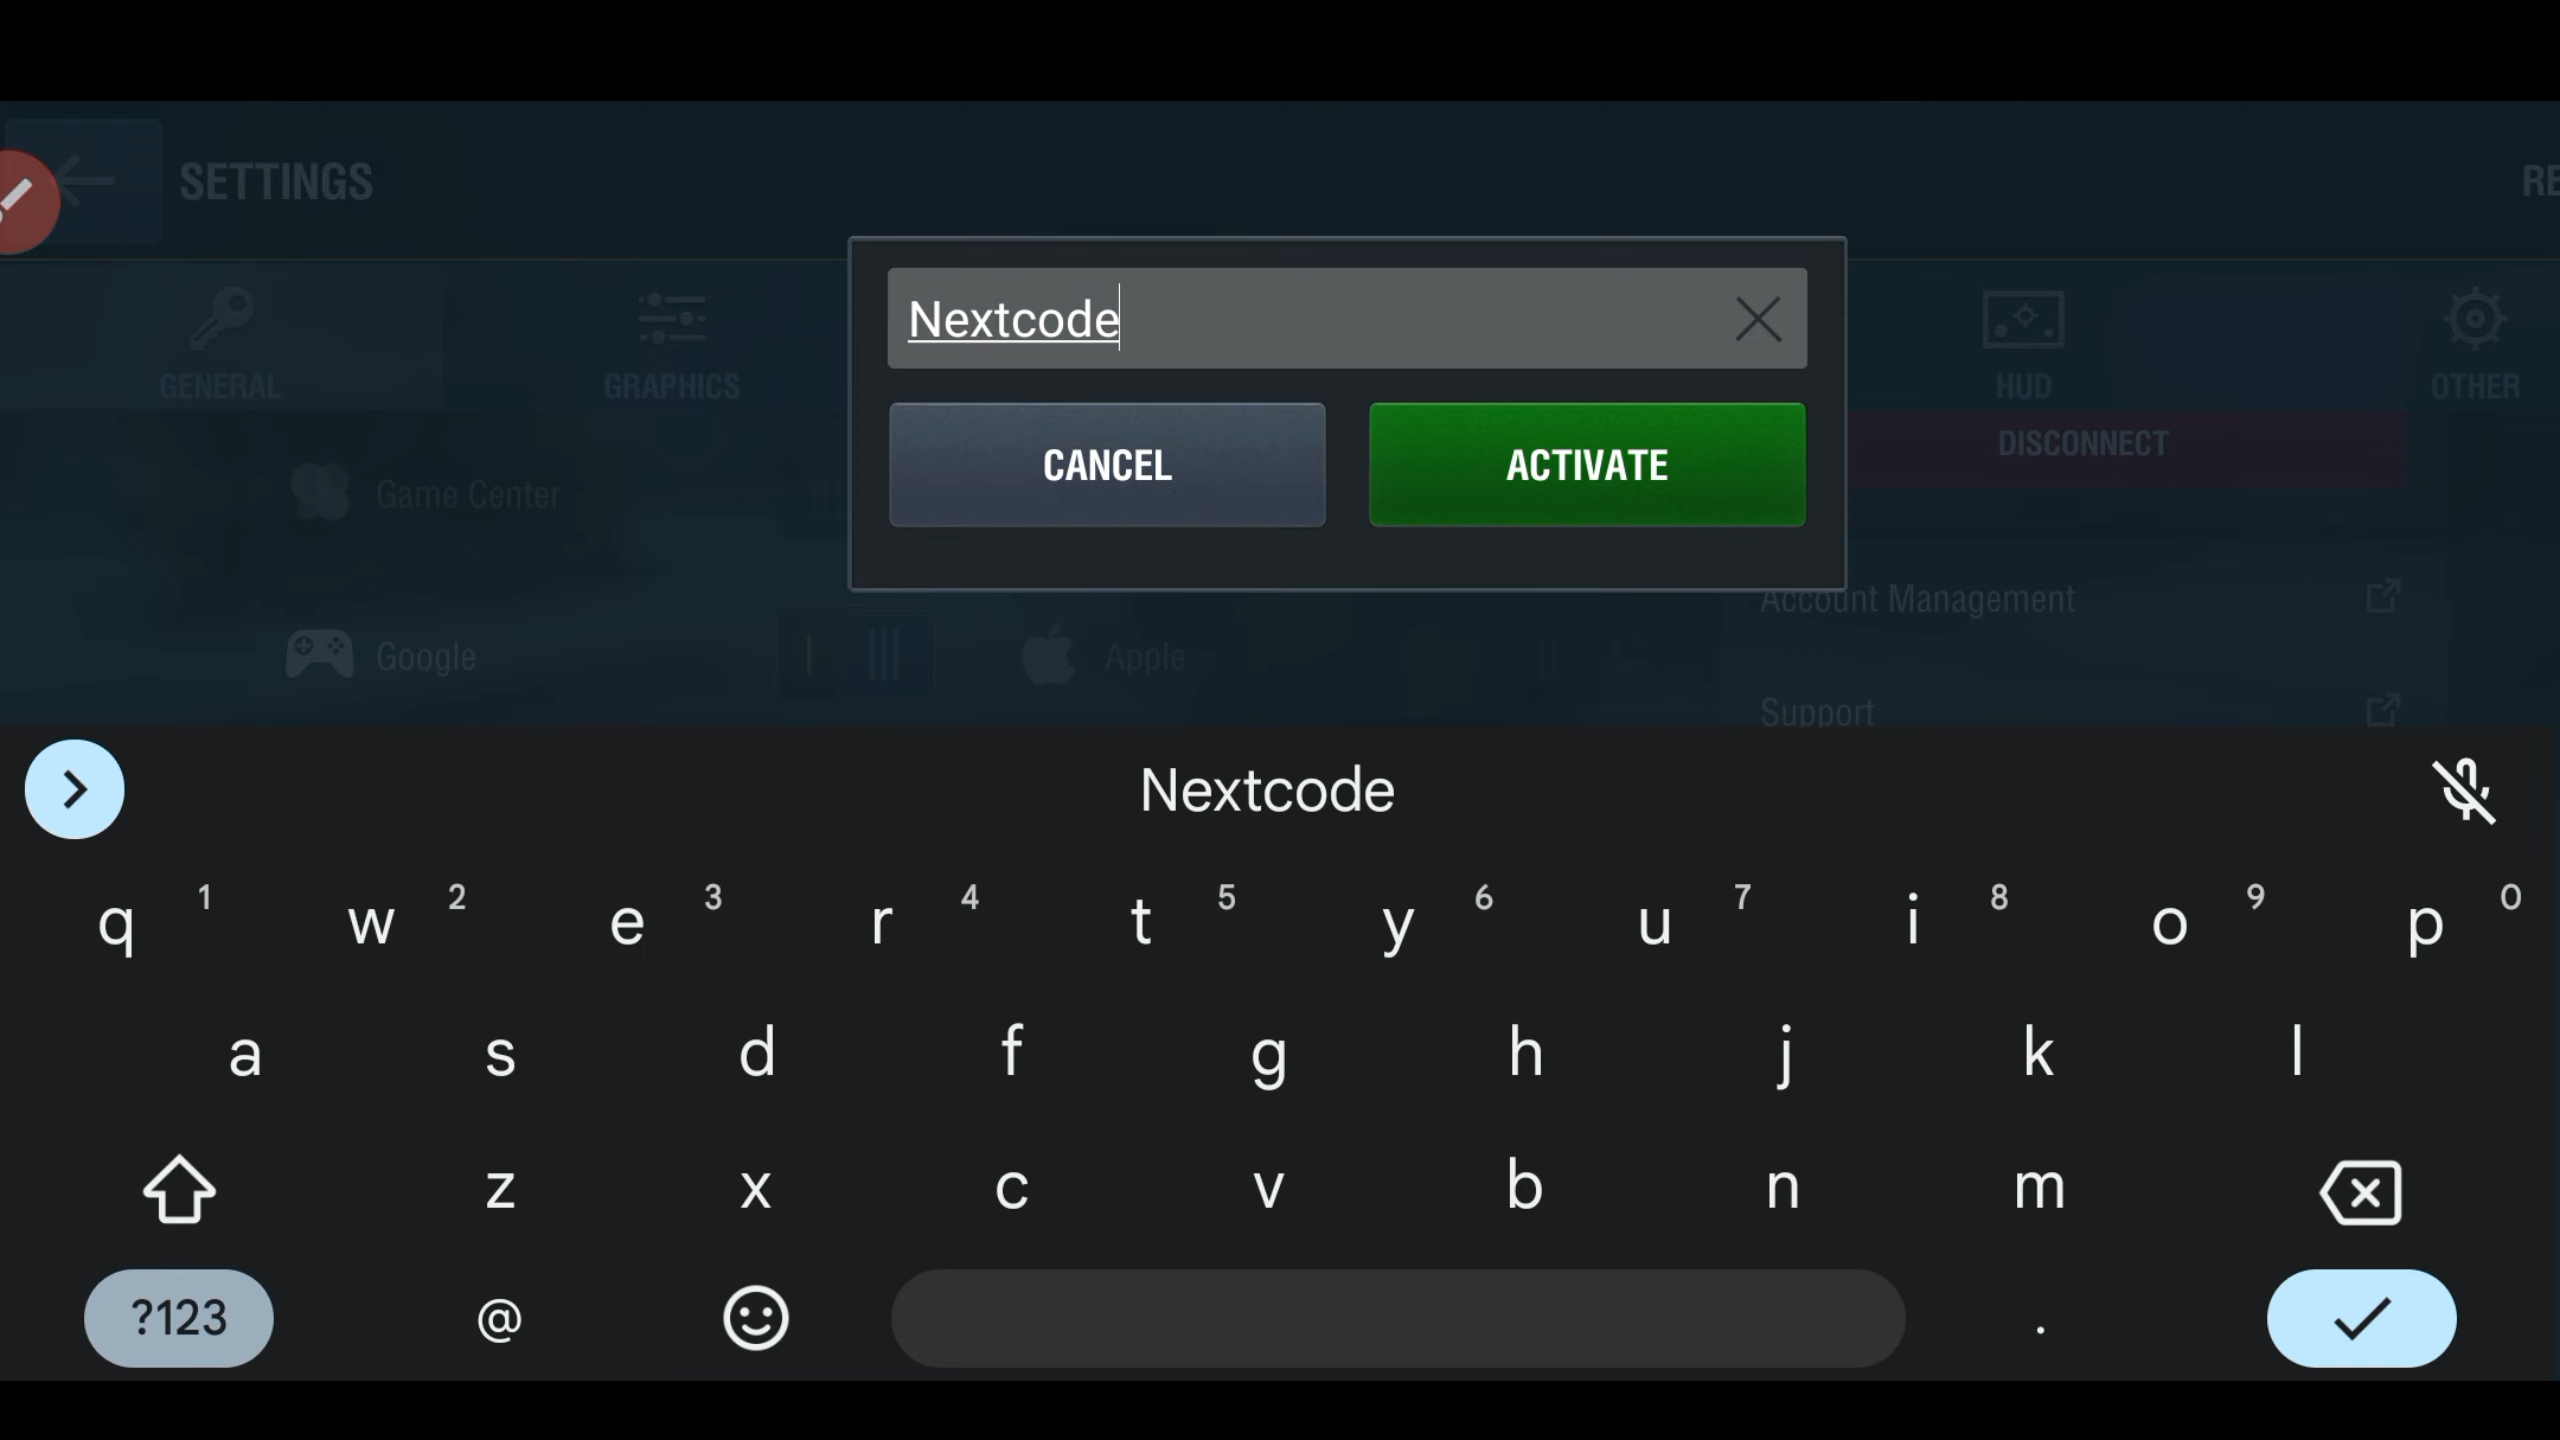 SETTINGS
RE
Nextcode
GENERAL
GRAPHICS
HUD
OTHER
CANCEL
ACTIVATE
DISCONNECT
Game Center
Account Management
Google
Apple
Support
Nextcode
q 1 w 2 e 3 r 4 t 5 y 6 u 7 i 8 o 9 p 0
a s d f g h j k l
z x c v b n m
?123 @ .